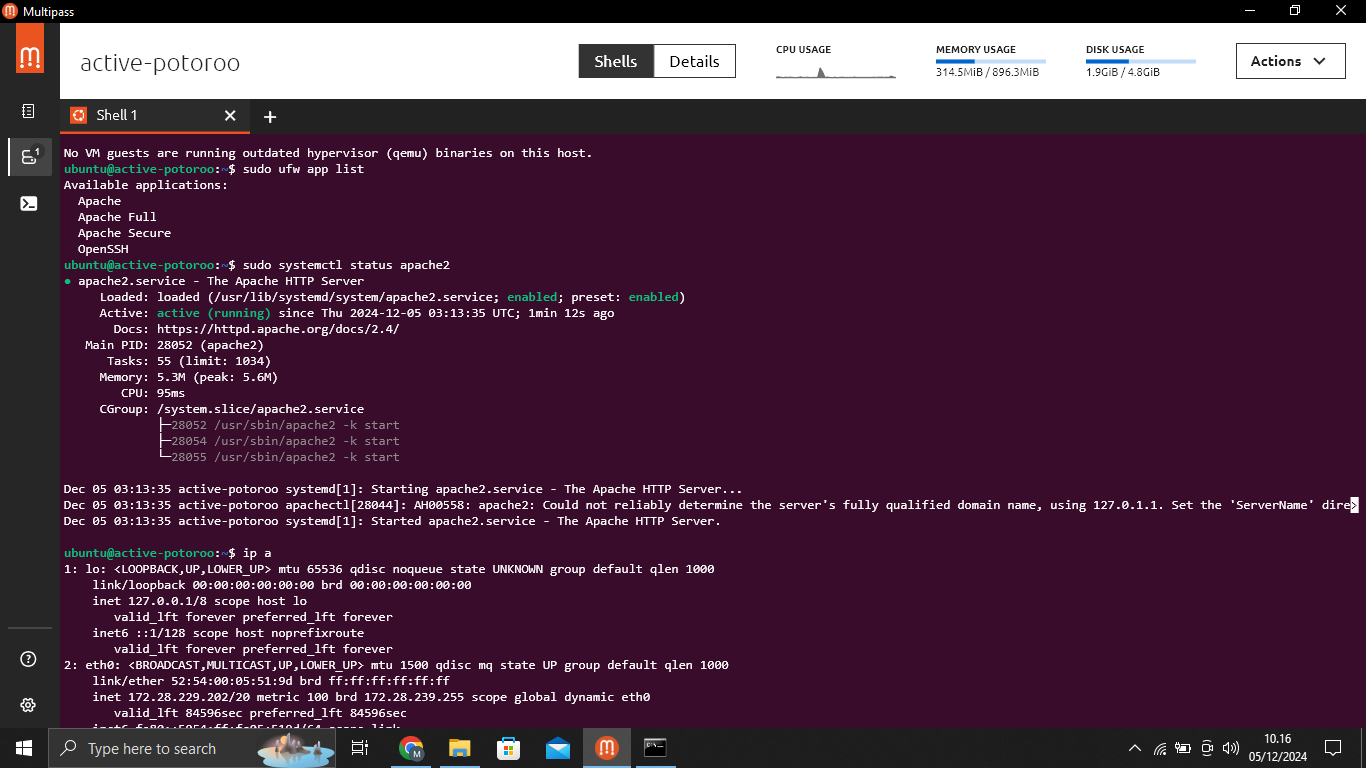 Multipass
active-potoroo
Shells
Details
CPU USAGE
MEMORY USAGE
314.5MiB / 896.3MiB
DISK USAGE
1.9GiB / 4.8GiB
Actions
Shell 1
1
No VM guests are running outdated hypervisor (qemu) binaries on this host.
ubuntu@active-potoroo:~$ sudo ufw app list
Available applications:
  Apache
  Apache Full
  Apache Secure
  OpenSSH
ubuntu@active-potoroo:~$ sudo systemctl status apache2
● apache2.service - The Apache HTTP Server
     Loaded: loaded (/usr/lib/systemd/system/apache2.service; enabled; preset: enabled)
     Active: active (running) since Thu 2024-12-05 03:13:35 UTC; 1min 12s ago
       Docs: https://httpd.apache.org/docs/2.4/
   Main PID: 28052 (apache2)
      Tasks: 55 (limit: 1034)
     Memory: 5.3M (peak: 5.6M)
        CPU: 95ms
     CGroup: /system.slice/apache2.service
             ├─28052 /usr/sbin/apache2 -k start
             ├─28054 /usr/sbin/apache2 -k start
             └─28055 /usr/sbin/apache2 -k start
Dec 05 03:13:35 active-potoroo systemd[1]: Starting apache2.service - The Apache HTTP Server...
Dec 05 03:13:35 active-potoroo apachectl[28044]: AH00558: apache2: Could not reliably determine the server's fully qualified domain name, using 127.0.1.1. Set the 'ServerName' dire>
Dec 05 03:13:35 active-potoroo systemd[1]: Started apache2.service - The Apache HTTP Server.
ubuntu@active-potoroo:~$ ip a
1: lo: <LOOPBACK,UP,LOWER_UP> mtu 65536 qdisc noqueue state UNKNOWN group default qlen 1000
    link/loopback 00:00:00:00:00:00 brd 00:00:00:00:00:00
    inet 127.0.0.1/8 scope host lo
       valid_lft forever preferred_lft forever
    inet6 ::1/128 scope host noprefixroute
       valid_lft forever preferred_lft forever
2: eth0: <BROADCAST,MULTICAST,UP,LOWER_UP> mtu 1500 qdisc mq state UP group default qlen 1000
    link/ether 52:54:00:05:51:9d brd ff:ff:ff:ff:ff:ff
    inet 172.28.229.202/20 metric 100 brd 172.28.239.255 scope global dynamic eth0
       valid_lft 84596sec preferred_lft 84596sec
Type here to search
10.16
05/12/2024